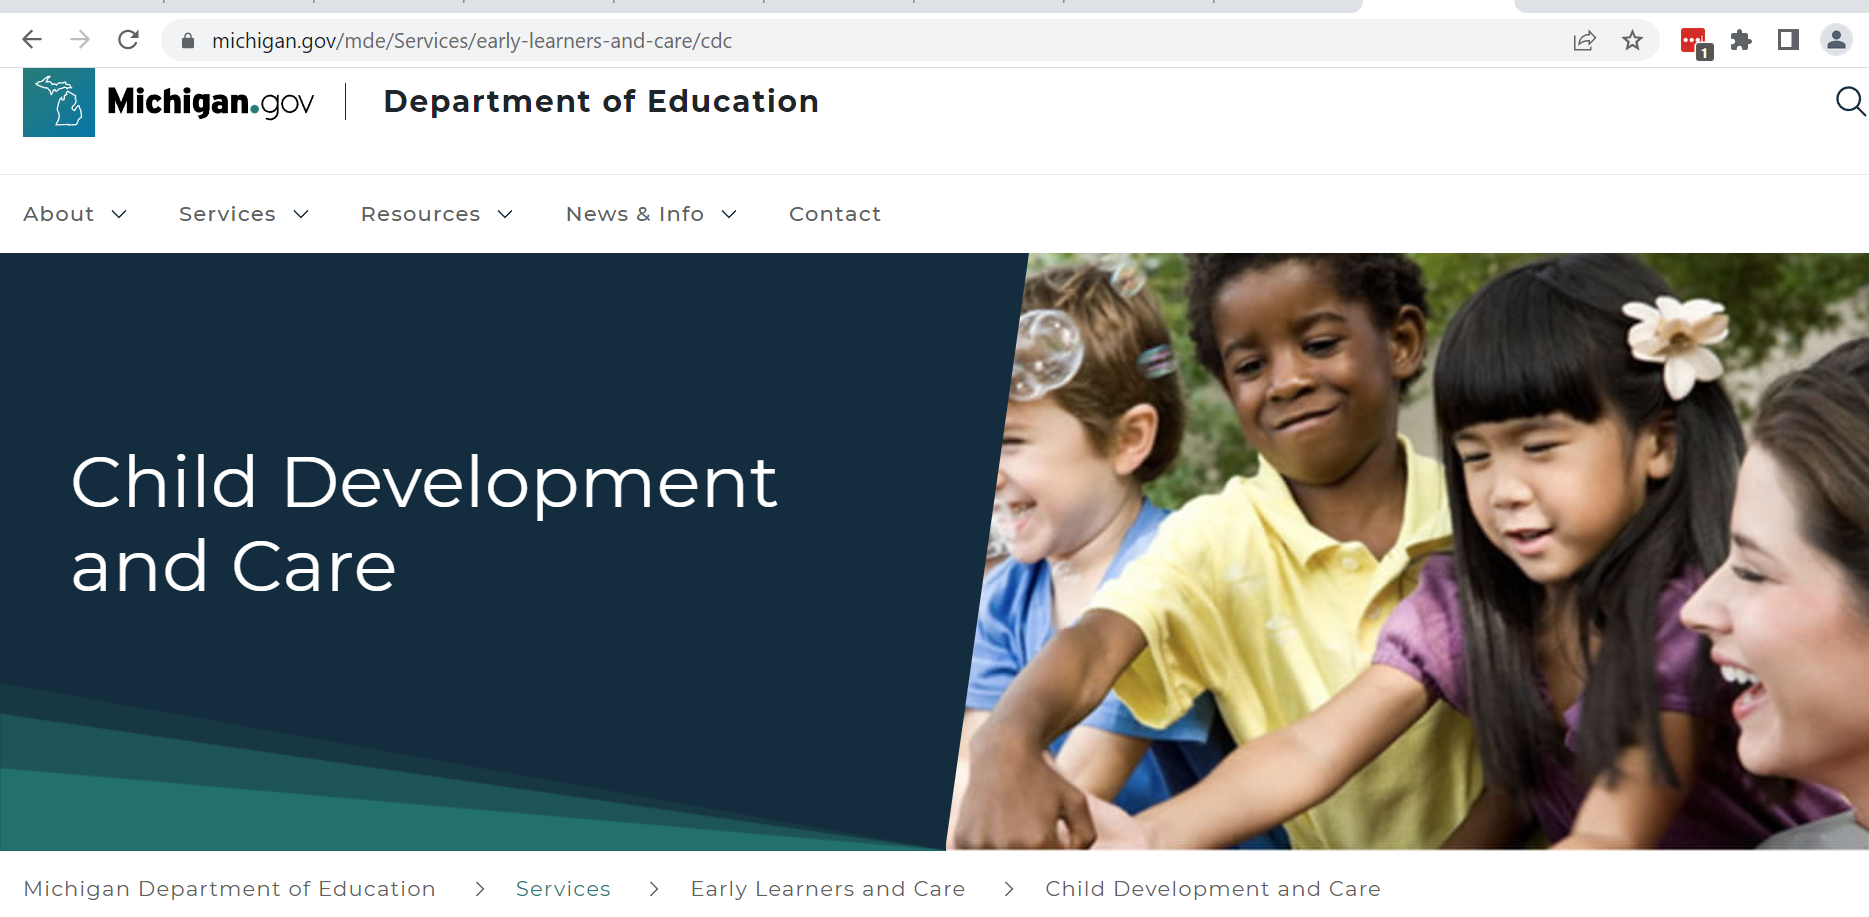 michigan.gov/mde/Services/early-learners-and-care/cdc
1
Michigan.gov
Department of Education
About
Services
Resources
News & Info
Contact
Child Development
and Care
Michigan Department of Education > Services > Early Learners and Care > Child Development and Care